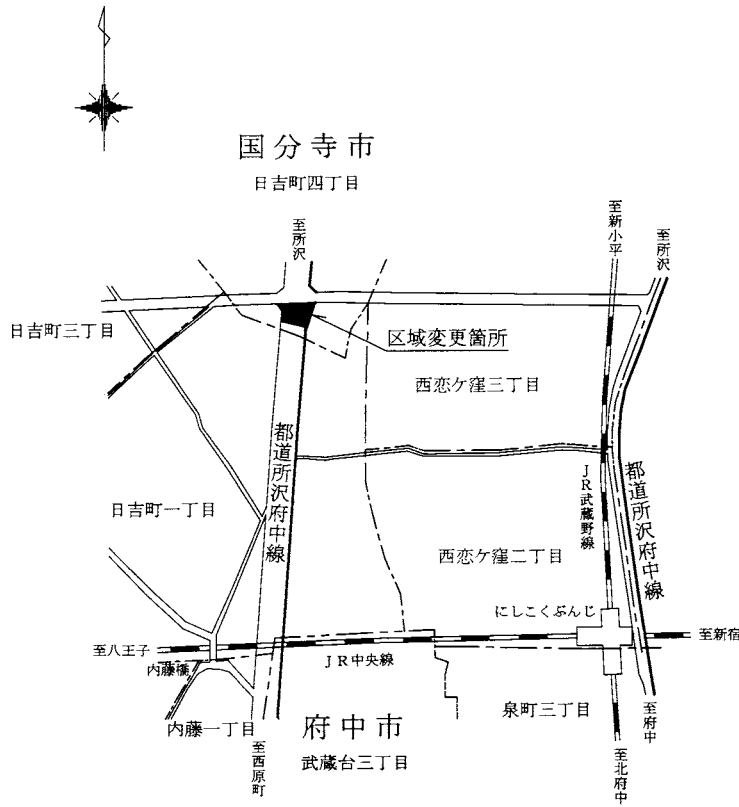 国分寺市
日吉町四丁目
至所沢
至新小平
至所沢
日吉町三丁目
区域変更箇所
西恋ケ窪三丁目
都道所沢府中線
JR武蔵野線
都道所沢府中線
日吉町一丁目
西恋ケ窪二丁目
にしこくぶんじ
至八王子
至新宿
JR中央線
内藤橋
内藤一丁目
至西原町
府中市
武蔵台三丁目
泉町三丁目
至府中
至北府中